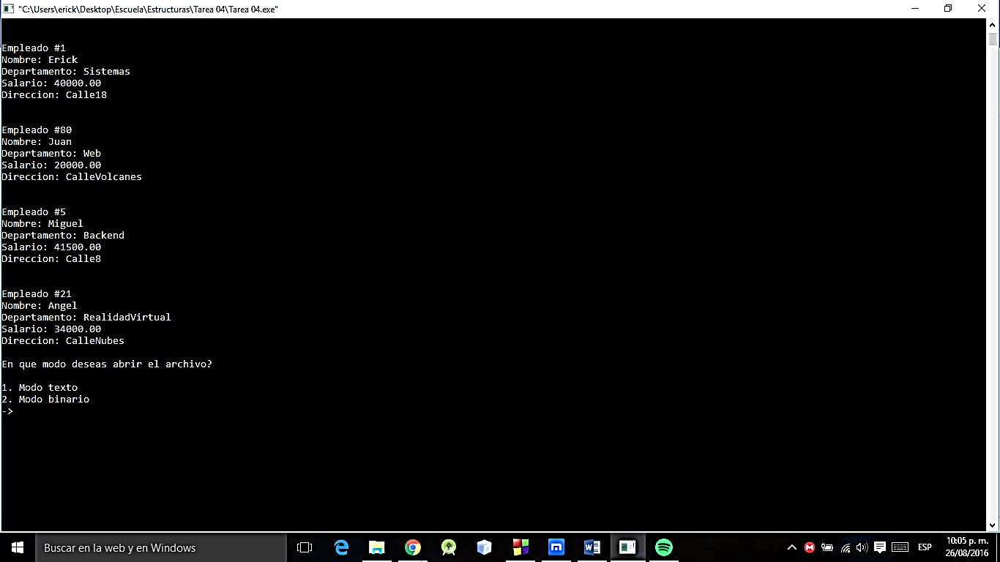 "C:\Users\erick\Desktop\Escuela\Estructuras\Tarea 04\Tarea 04.exe"
Empleado #1
Nombre: Erick
Departamento: Sistemas
Salario: 40000.00
Direccion: Calle18
Empleado #80
Nombre: Juan
Departamento: Web
Salario: 20000.00
Direccion: CalleVolcanes
Empleado #5
Nombre: Miguel
Departamento: Backend
Salario: 41500.00
Direccion: Calle8
Empleado #21
Nombre: Angel
Departamento: RealidadVirtual
Salario: 34000.00
Direccion: CalleNubes
En que modo deseas abrir el archivo?
1. Modo texto
2. Modo binario
->
Buscar en la web y en Windows
ESP
10:05 p. m.
26/08/2016